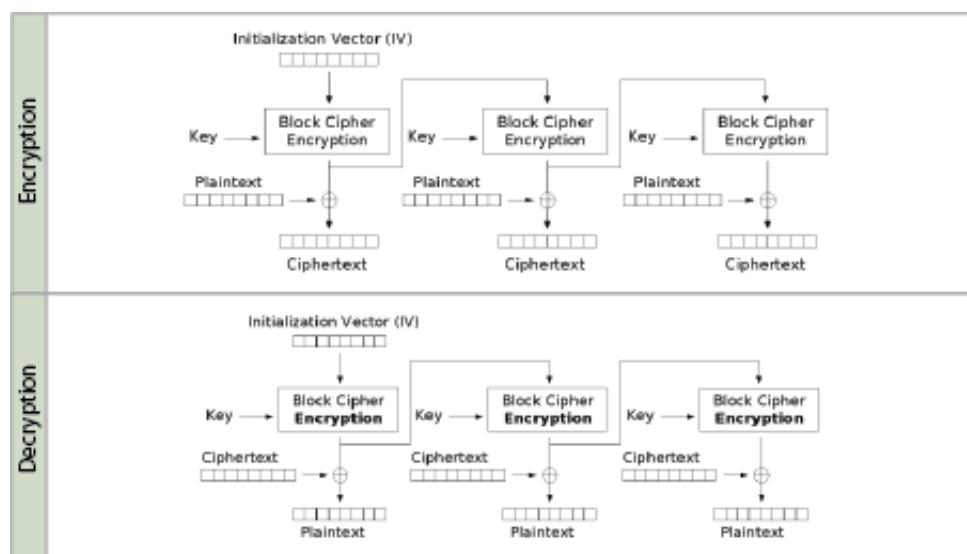 Encryption
Initialization Vector (IV)
Block Cipher
Encryption
Block Cipher
Encryption
Block Cipher
Encryption
Key
Key
Key
Plaintext
Plaintext
Plaintext
Ciphertext
Ciphertext
Ciphertext
Decryption
Initialization Vector (IV)
Block Cipher
Encryption
Block Cipher
Encryption
Block Cipher
Encryption
Key
Key
Key
Ciphertext
Ciphertext
Ciphertext
Plaintext
Plaintext
Plaintext